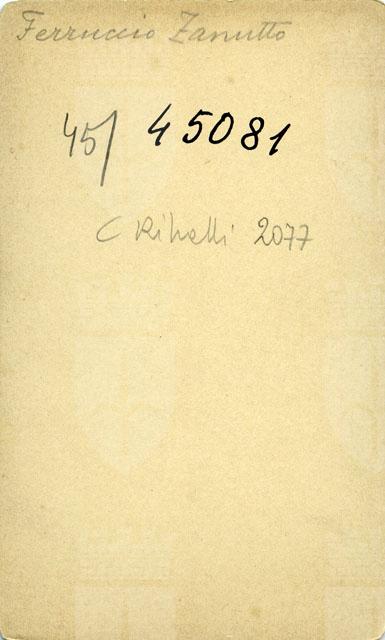 Ferruccio Zanutto
45/ 45081
C Rihelli 2077